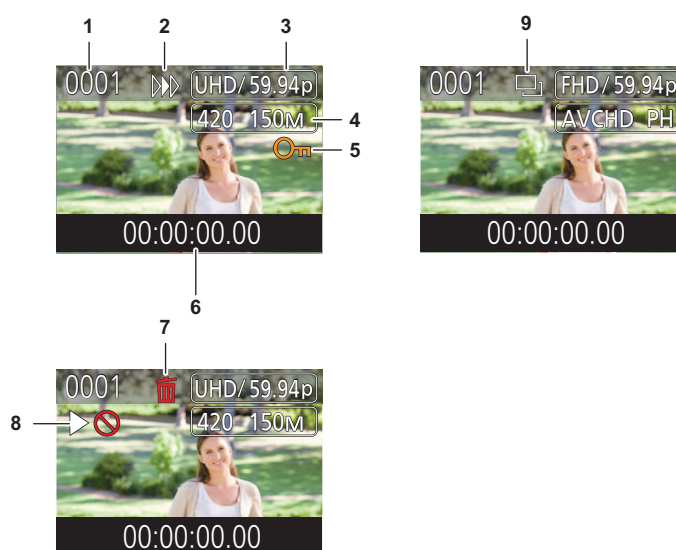 1 2 3
0001 UHD/59.94p
420 150M 4
5
00:00:00.00
6
9
0001 FHD/59.94p
AVCHD PH
00:00:00.00
7
0001 UHD/59.94p
8 420 150M
00:00:00.00